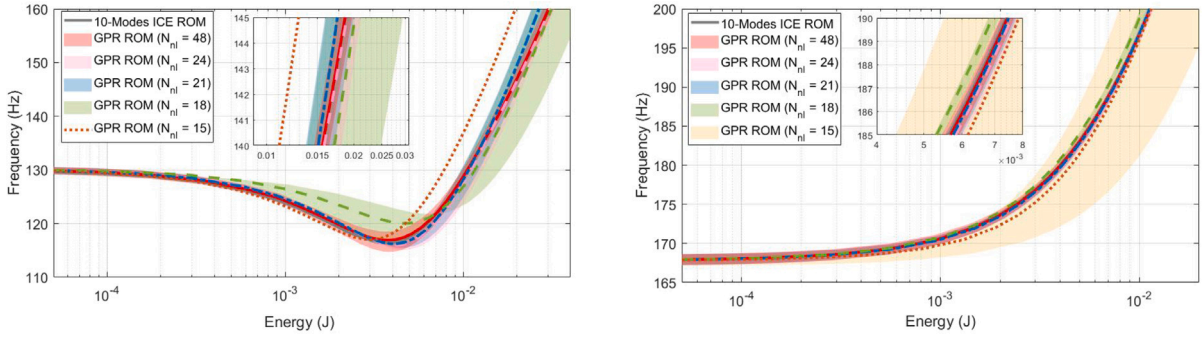 160
150
140
130
120
110
Frequency (Hz)
10-Modes ICE ROM
GPR ROM (Nnl = 48)
GPR ROM (Nnl = 24)
GPR ROM (Nnl = 21)
GPR ROM (Nnl = 18)
GPR ROM (Nnl = 15)
145
144
143
142
141
140
0.01 0.015 0.02 0.025 0.03
10-4 10-3 10-2
Energy (J)
200
195
190
185
180
175
170
165
Frequency (Hz)
10-Modes ICE ROM
GPR ROM (Nnl = 48)
GPR ROM (Nnl = 24)
GPR ROM (Nnl = 21)
GPR ROM (Nnl = 18)
GPR ROM (Nnl = 15)
190
189
188
187
186
185
4 5 6 7 8
×10-3
10-4 10-3 10-2
Energy (J)